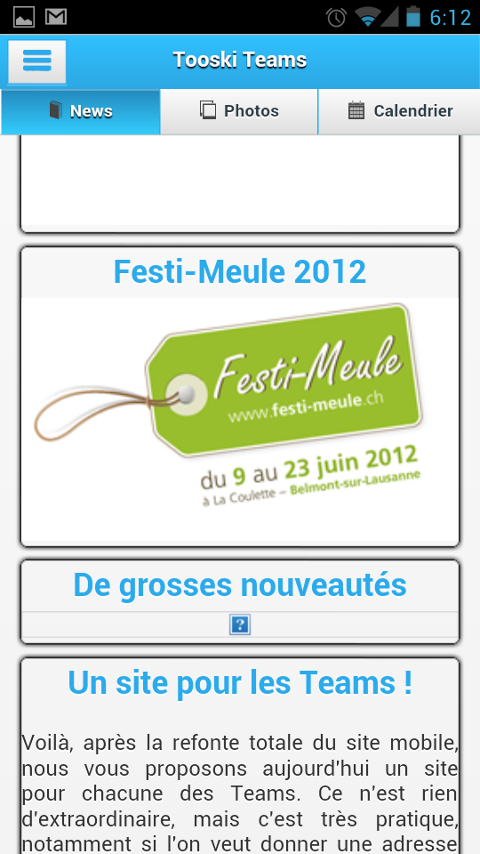 6:12
Tooski Teams
News
Photos
Calendrier
Festi-Meule 2012
Festi-Meule
www.festi-meule.ch
du 9 au 23 juin 2012
à La Coulette – Belmont-sur-Lausanne
De grosses nouveautés
?
Un site pour les Teams !
Voilà, après la refonte totale du site mobile,
nous vous proposons aujourd'hui un site
pour chacune des Teams. Ce n'est rien
d'extraordinaire, mais c'est très pratique,
notamment si l'on veut donner une adresse